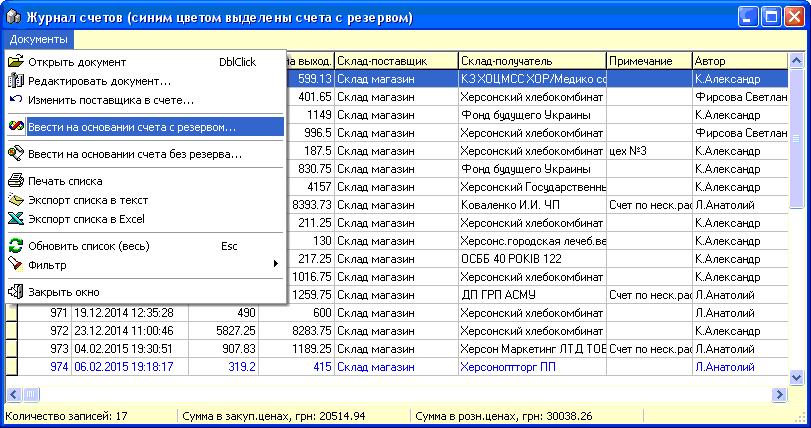 Журнал счетов (синим цветом выделены счета с резервом)
Документы
Открыть документ DblClick
Редактировать документ...
Изменить поставщика в счете...
Ввести на основании счета с резервом...
Ввести на основании счета без резерва...
Печать списка
Экспорт списка в текст
Экспорт списка в Excel
Обновить список (весь) Esc
Фильтр
Закрыть окно
выход. Склад-поставщик Склад-получатель Примечание Автор
599.13 Склад магазин КЗ ХОЦМСС ХОР/Медико К.Александр
401.65 Склад магазин Херсонский хлебокомбинат Фирсова Светлан
1149 Склад магазин Фонд будущего Украины К.Александр
996.5 Склад магазин Херсонский хлебокомбинат Фирсова Светлан
187.5 Склад магазин Херсонский хлебокомбинат цех №3 К.Александр
830.75 Склад магазин Фонд будущего Украины К.Александр
4157 Склад магазин Херсонский Государственн К.Александр
8393.73 Склад магазин Коваленко И.И. ЧП Счет по неск.рас Л.Анатолий
211.25 Склад магазин Херсонский хлебокомбинат К.Александр
130 Склад магазин Херсонс.городская лечеб.ве К.Александр
217.25 Склад магазин ОСББ 40 РОКІВ 122 К.Александр
1016.75 Склад магазин Херсонский хлебокомбинат К.Александр
1259.75 Склад магазин ДП ГРП АСМУ Счет по неск.рас Л.Анатолий
971 19.12.2014 12:35:28 490 600 Склад магазин Херсонский хлебокомбинат Л.Анатолий
972 23.12.2014 11:00:46 5827.25 8283.75 Склад магазин Херсонский хлебокомбинат К.Александр
973 04.02.2015 19:30:51 907.83 1189.25 Склад магазин Херсон Маркетинг ЛТД ТОВ Счет по неск.рас Л.Анатолий
974 06.02.2015 19:18:17 319.2 415 Склад магазин Херсоноптторг ПП Л.Анатолий
Количество записей: 17 Сумма в закуп.ценах, грн: 20514.94 Сумма в розн.ценах, грн: 30038.26